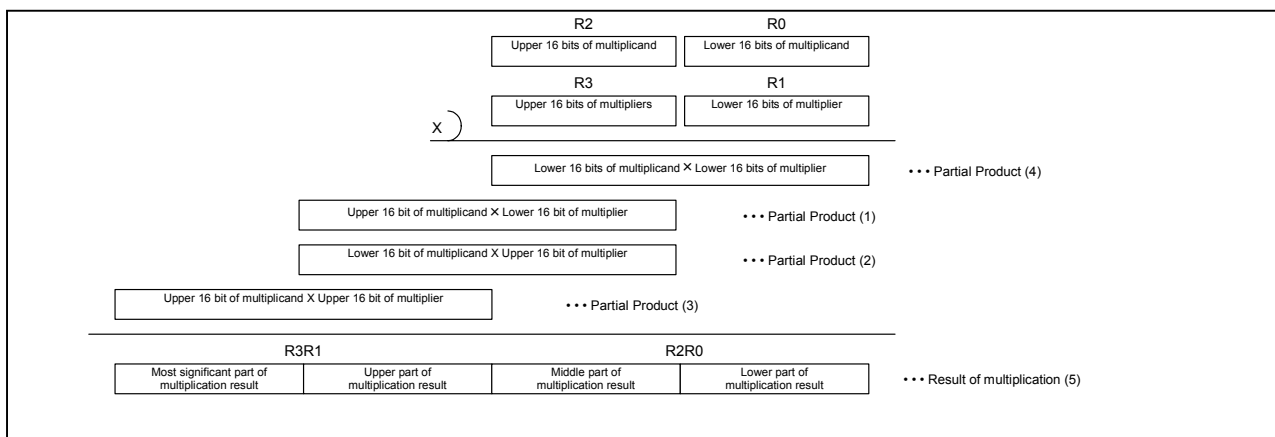 R2 R0
Upper 16 bits of multiplicand Lower 16 bits of multiplicand
R3 R1
Upper 16 bits of multipliers Lower 16 bits of multiplier
X
Lower 16 bits of multiplicand × Lower 16 bits of multiplier • • • Partial Product (4)
Upper 16 bit of multiplicand × Lower 16 bit of multiplier • • • Partial Product (1)
Lower 16 bit of multiplicand X Upper 16 bit of multiplier • • • Partial Product (2)
Upper 16 bit of multiplicand X Upper 16 bit of multiplier • • • Partial Product (3)
R3R1 R2R0
Most significant part of multiplication result
Upper part of multiplication result
Middle part of multiplication result
Lower part of multiplication result
• • • Result of multiplication (5)